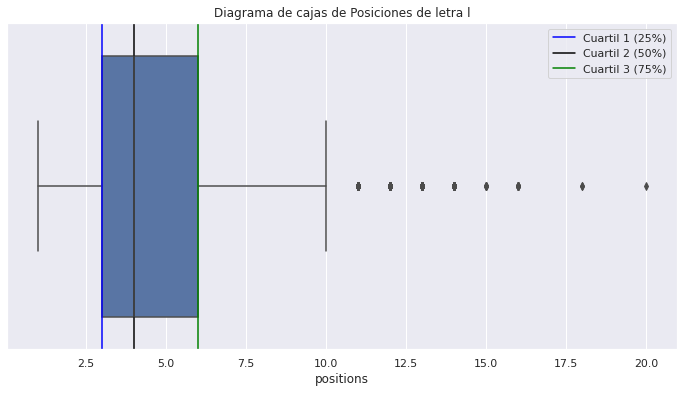 Diagrama de cajas de Posiciones de letra l
Cuartil 1 (25%)
Cuartil 2 (50%)
Cuartil 3 (75%)
2.5 5.0 7.5 10.0 12.5 15.0 17.5 20.0
positions